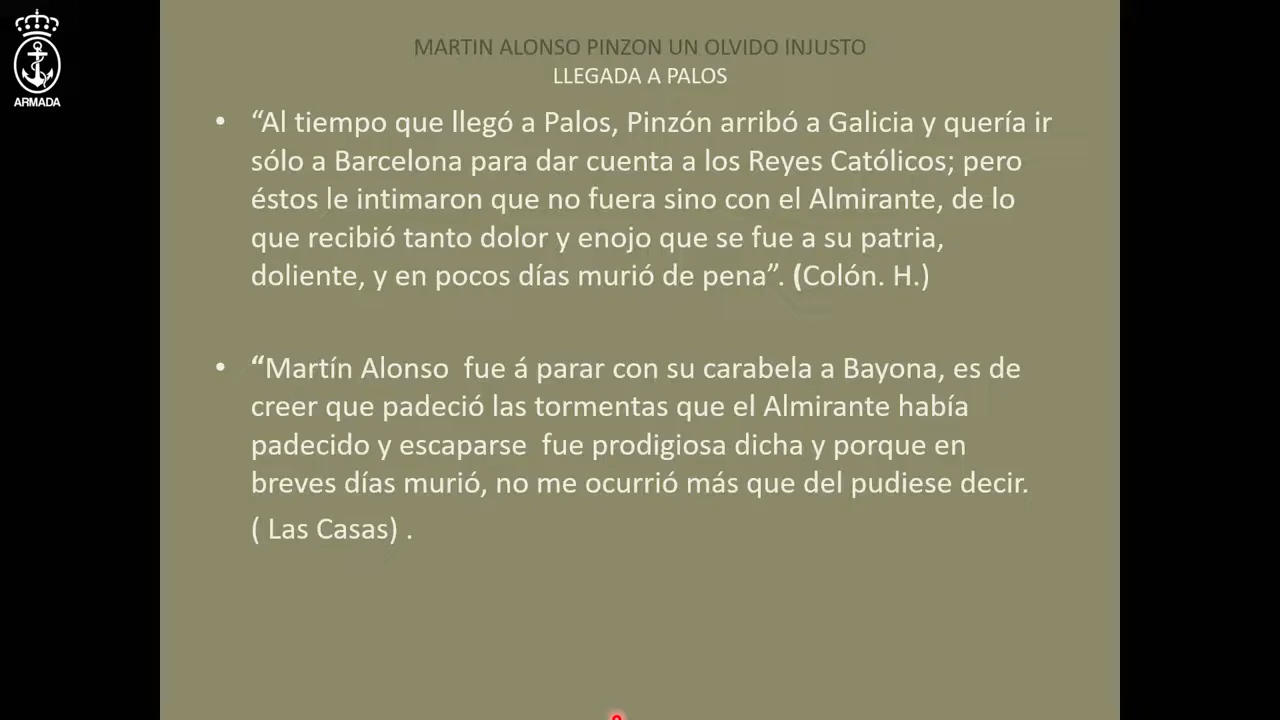 ARMADA
MARTIN ALONSO PINZON UN OLVIDO INJUSTO
LLEGADA A PALOS
• “Al tiempo que llegó a Palos, Pinzón arribó a Galicia y quería ir
sólo a Barcelona para dar cuenta a los Reyes Católicos; pero
éstos le intimaron que no fuera sino con el Almirante, de lo
que recibió tanto dolor y enojo que se fue a su patria,
doliente, y en pocos días murió de pena”. (Colón. H.)
• “Martín Alonso  fue á parar con su carabela a Bayona, es de
creer que padeció las tormentas que el Almirante había
padecido y escaparse  fue prodigiosa dicha y porque en
breves días murió, no me ocurrió más que del pudiese decir.
( Las Casas) .